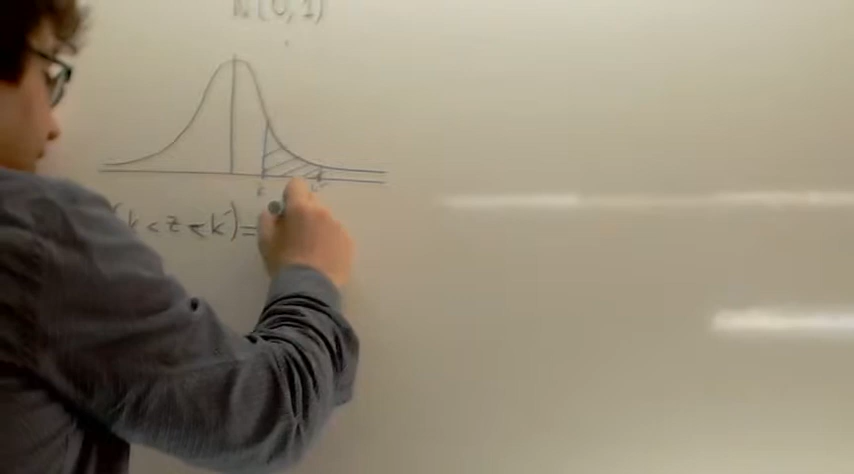 N(0,1)
k k'
(k < z < k') =